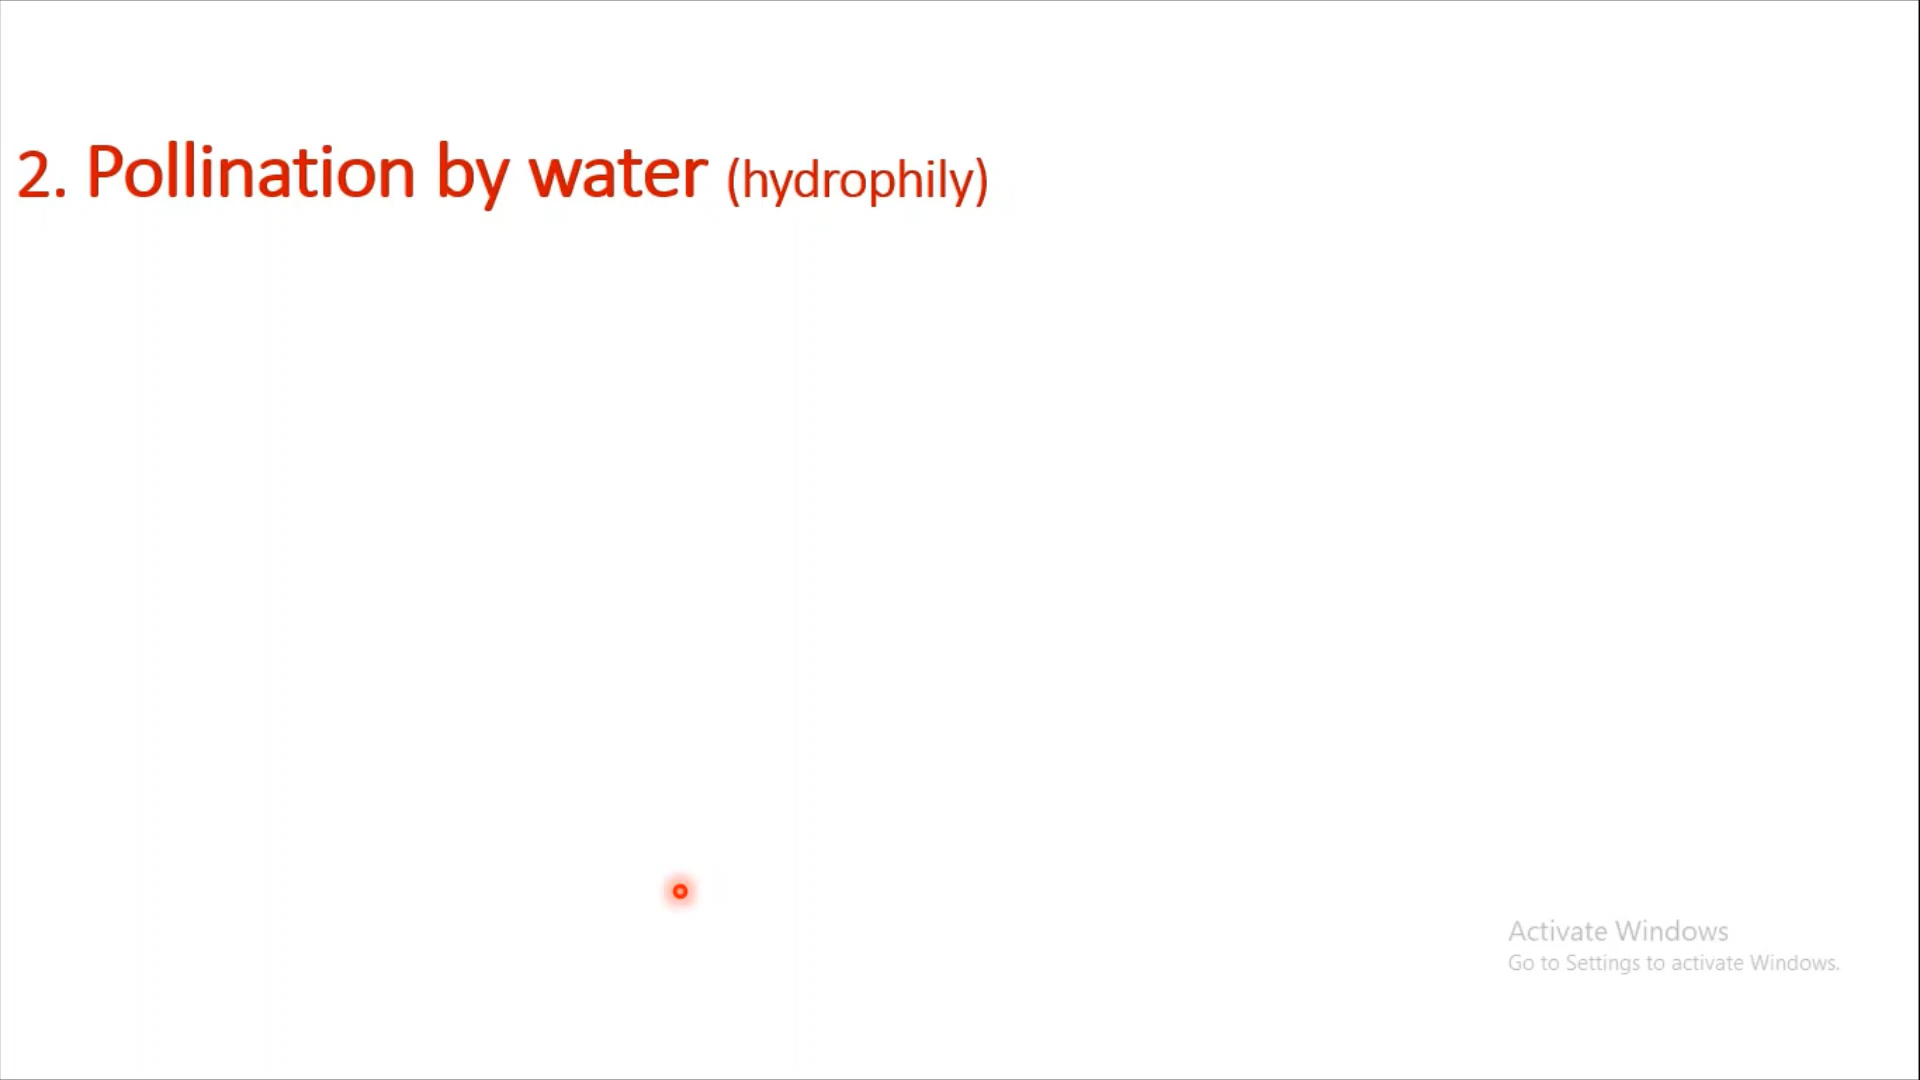 2. Pollination by water (hydrophily)
Activate Windows
Go to Settings to activate Windows.